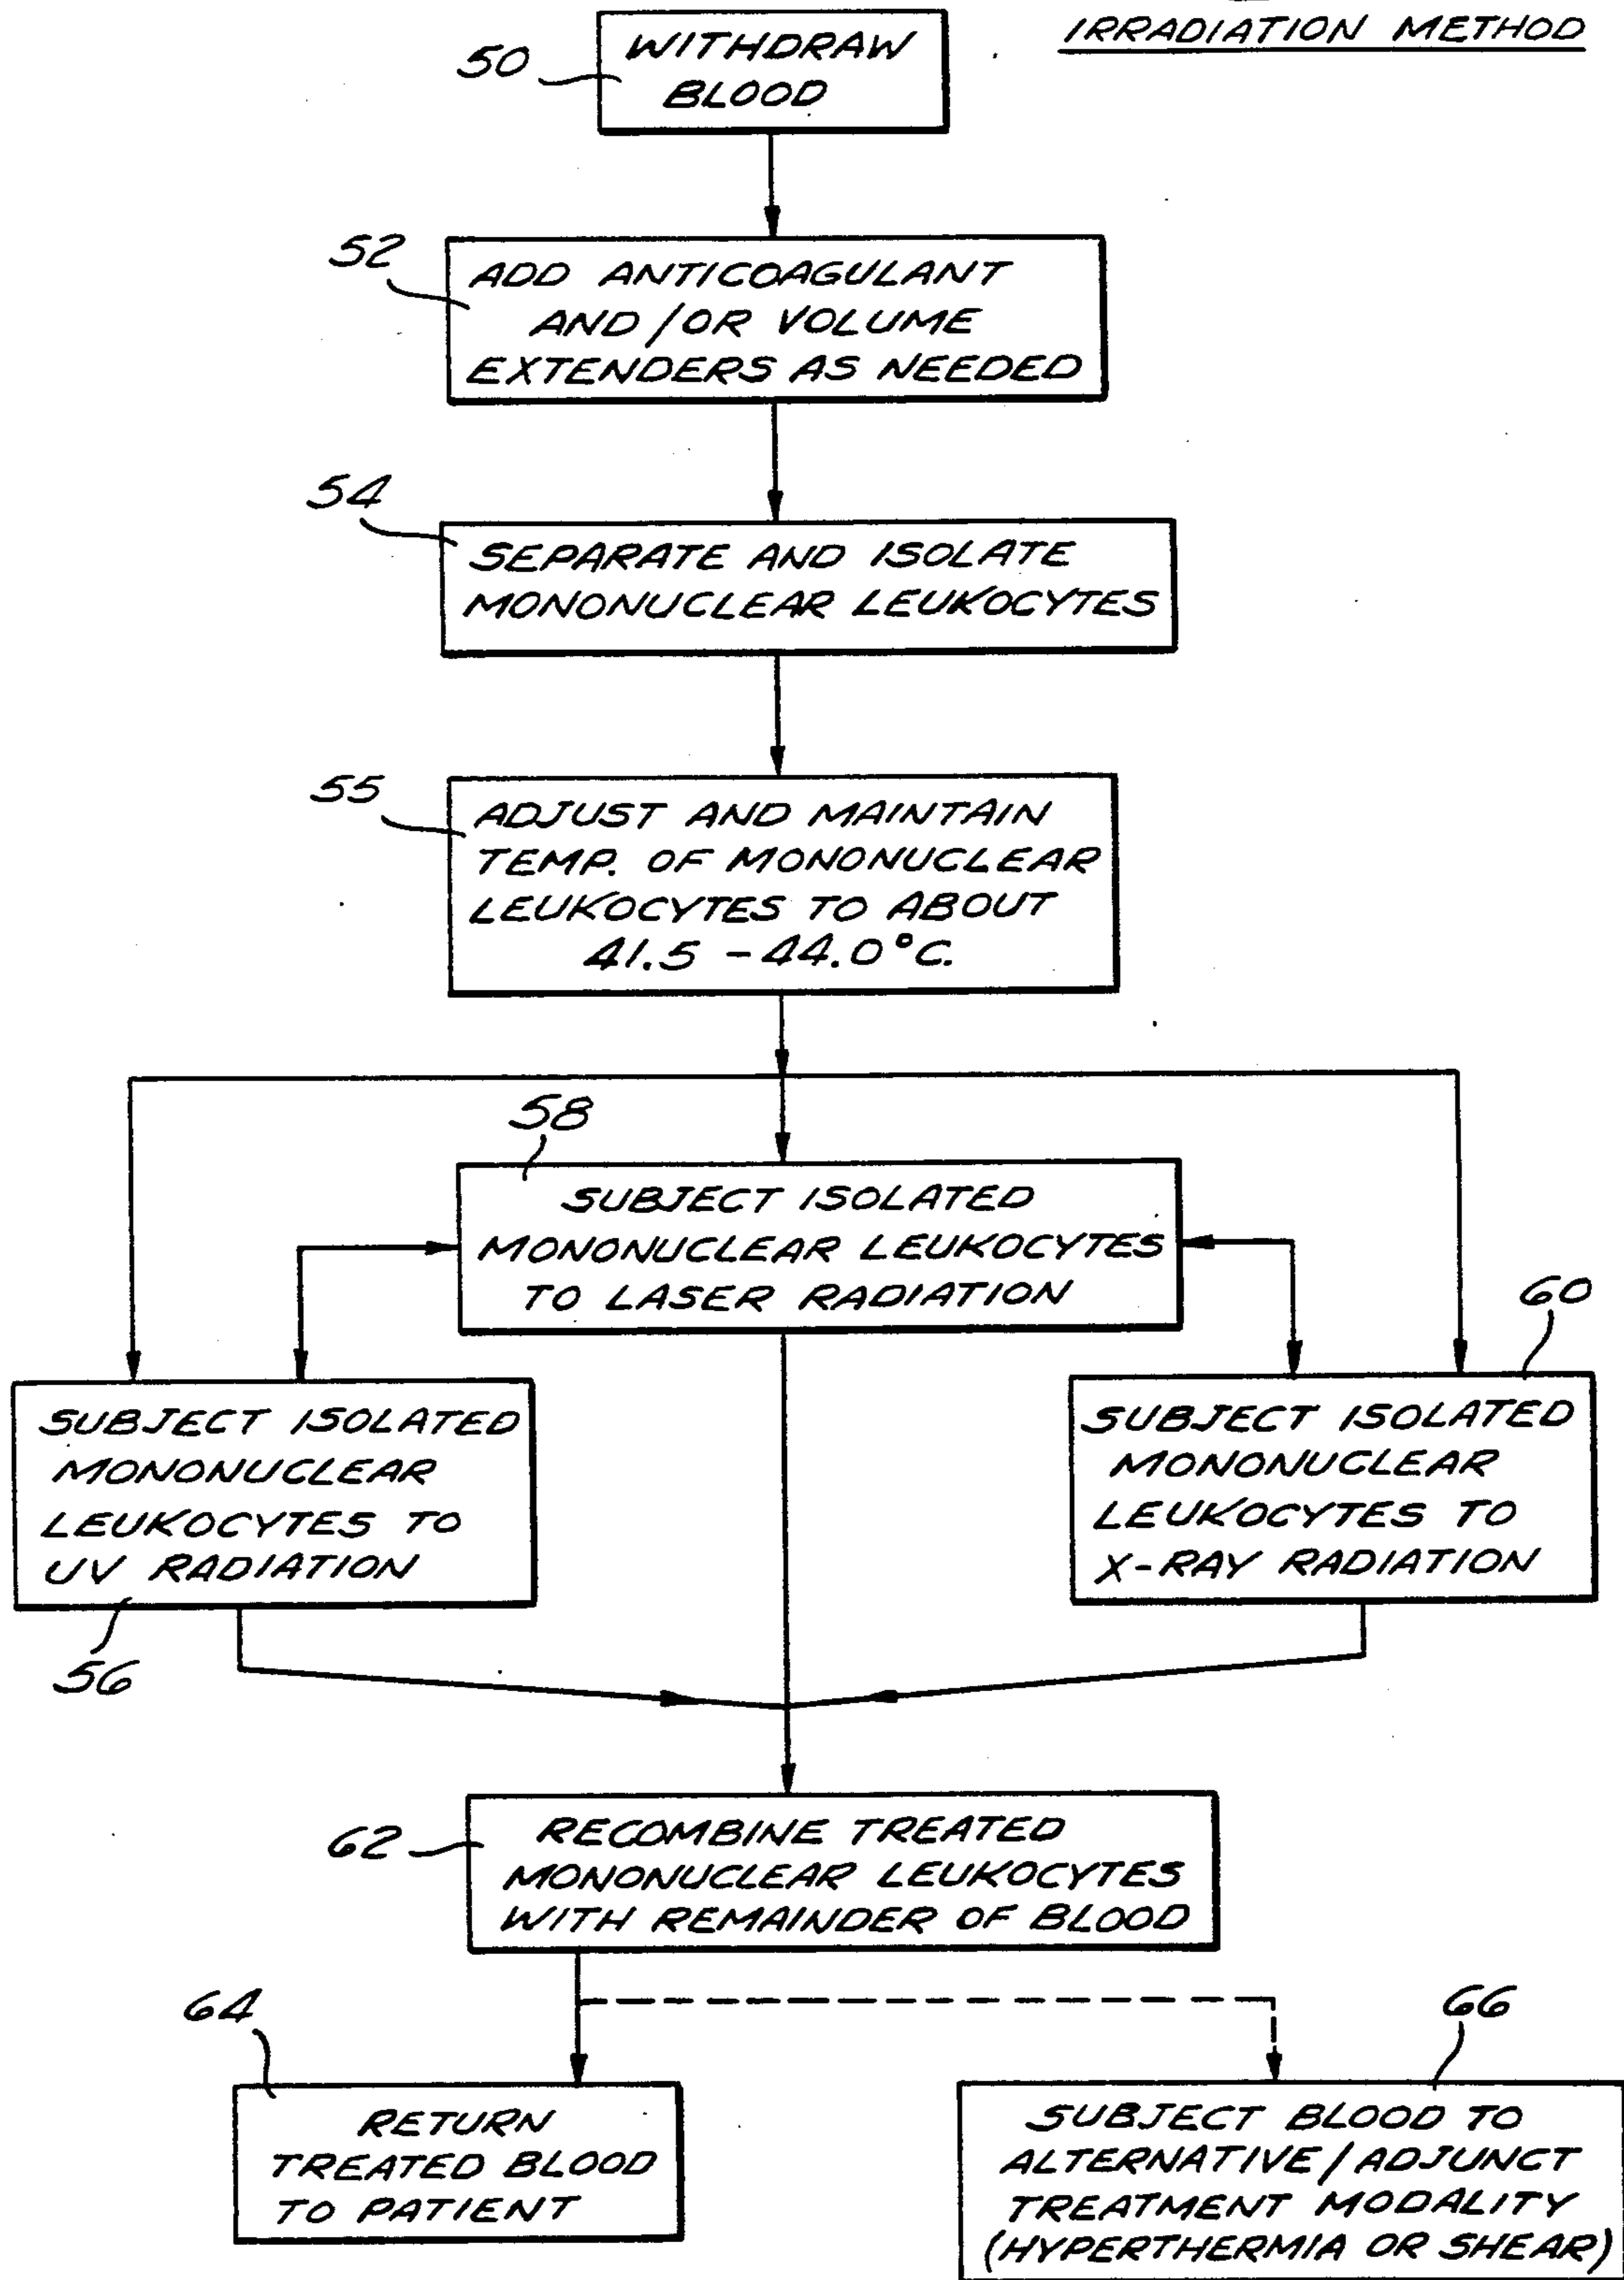 IRRADIATION METHOD
50
WITHDRAW
BLOOD
52
ADD ANTICOAGULANT
AND/OR VOLUME
EXTENDERS AS NEEDED
54
SEPARATE AND ISOLATE
MONONUCLEAR LEUKOCYTES
55
ADJUST AND MAINTAIN
TEMP. OF MONONUCLEAR
LEUKOCYTES TO ABOUT
41.5 - 44.0°C.
58
SUBJECT ISOLATED
MONONUCLEAR LEUKOCYTES
TO LASER RADIATION
60
SUBJECT ISOLATED
MONONUCLEAR
LEUKOCYTES TO
UV RADIATION
56
SUBJECT ISOLATED
MONONUCLEAR
LEUKOCYTES TO
X-RAY RADIATION
62
RECOMBINE TREATED
MONONUCLEAR LEUKOCYTES
WITH REMAINDER OF BLOOD
64
RETURN
TREATED BLOOD
TO PATIENT
66
SUBJECT BLOOD TO
ALTERNATIVE/ADJUNCT
TREATMENT MODALITY
(HYPERTHERMIA OR SHEAR)